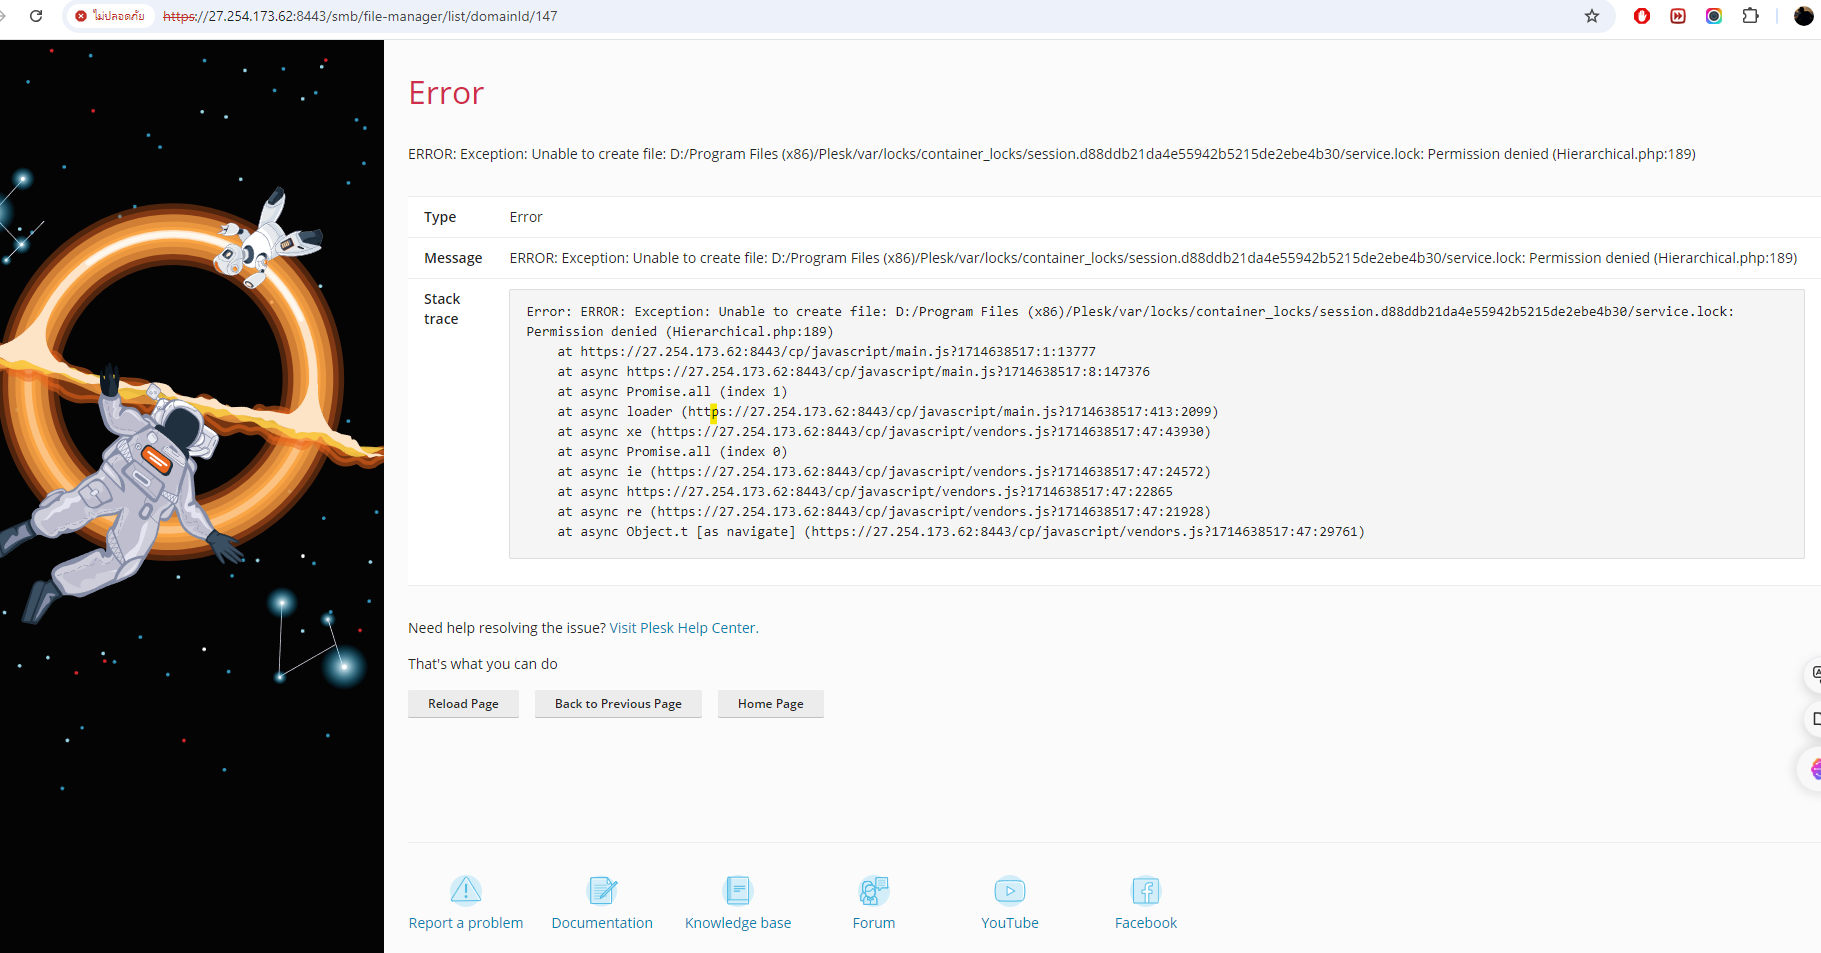 ไม่ปลอดภัย https://27.254.173.62:8443/smb/file-manager/list/domainId/147
Error
ERROR: Exception: Unable to create file: D:/Program Files (x86)/Plesk/var/locks/container_locks/session.d88ddb21da4e55942b5215de2ebe4b30/service.lock: Permission denied (Hierarchical.php:189)
Type Error
Message ERROR: Exception: Unable to create file: D:/Program Files (x86)/Plesk/var/locks/container_locks/session.d88ddb21da4e55942b5215de2ebe4b30/service.lock: Permission denied (Hierarchical.php:189)
Stack trace
Error: ERROR: Exception: Unable to create file: D:/Program Files (x86)/Plesk/var/locks/container_locks/session.d88ddb21da4e55942b5215de2ebe4b30/service.lock:
Permission denied (Hierarchical.php:189)
at https://27.254.173.62:8443/cp/javascript/main.js?1714638517:1:13777
at async https://27.254.173.62:8443/cp/javascript/main.js?1714638517:8:147376
at async Promise.all (index 1)
at async loader (https://27.254.173.62:8443/cp/javascript/main.js?1714638517:413:2099)
at async xe (https://27.254.173.62:8443/cp/javascript/vendors.js?1714638517:47:43930)
at async Promise.all (index 0)
at async ie (https://27.254.173.62:8443/cp/javascript/vendors.js?1714638517:47:24572)
at async https://27.254.173.62:8443/cp/javascript/vendors.js?1714638517:47:22865
at async re (https://27.254.173.62:8443/cp/javascript/vendors.js?1714638517:47:21928)
at async Object.t [as navigate] (https://27.254.173.62:8443/cp/javascript/vendors.js?1714638517:47:29761)
Need help resolving the issue? Visit Plesk Help Center.
That's what you can do
Reload Page Back to Previous Page Home Page
Report a problem Documentation Knowledge base Forum YouTube Facebook